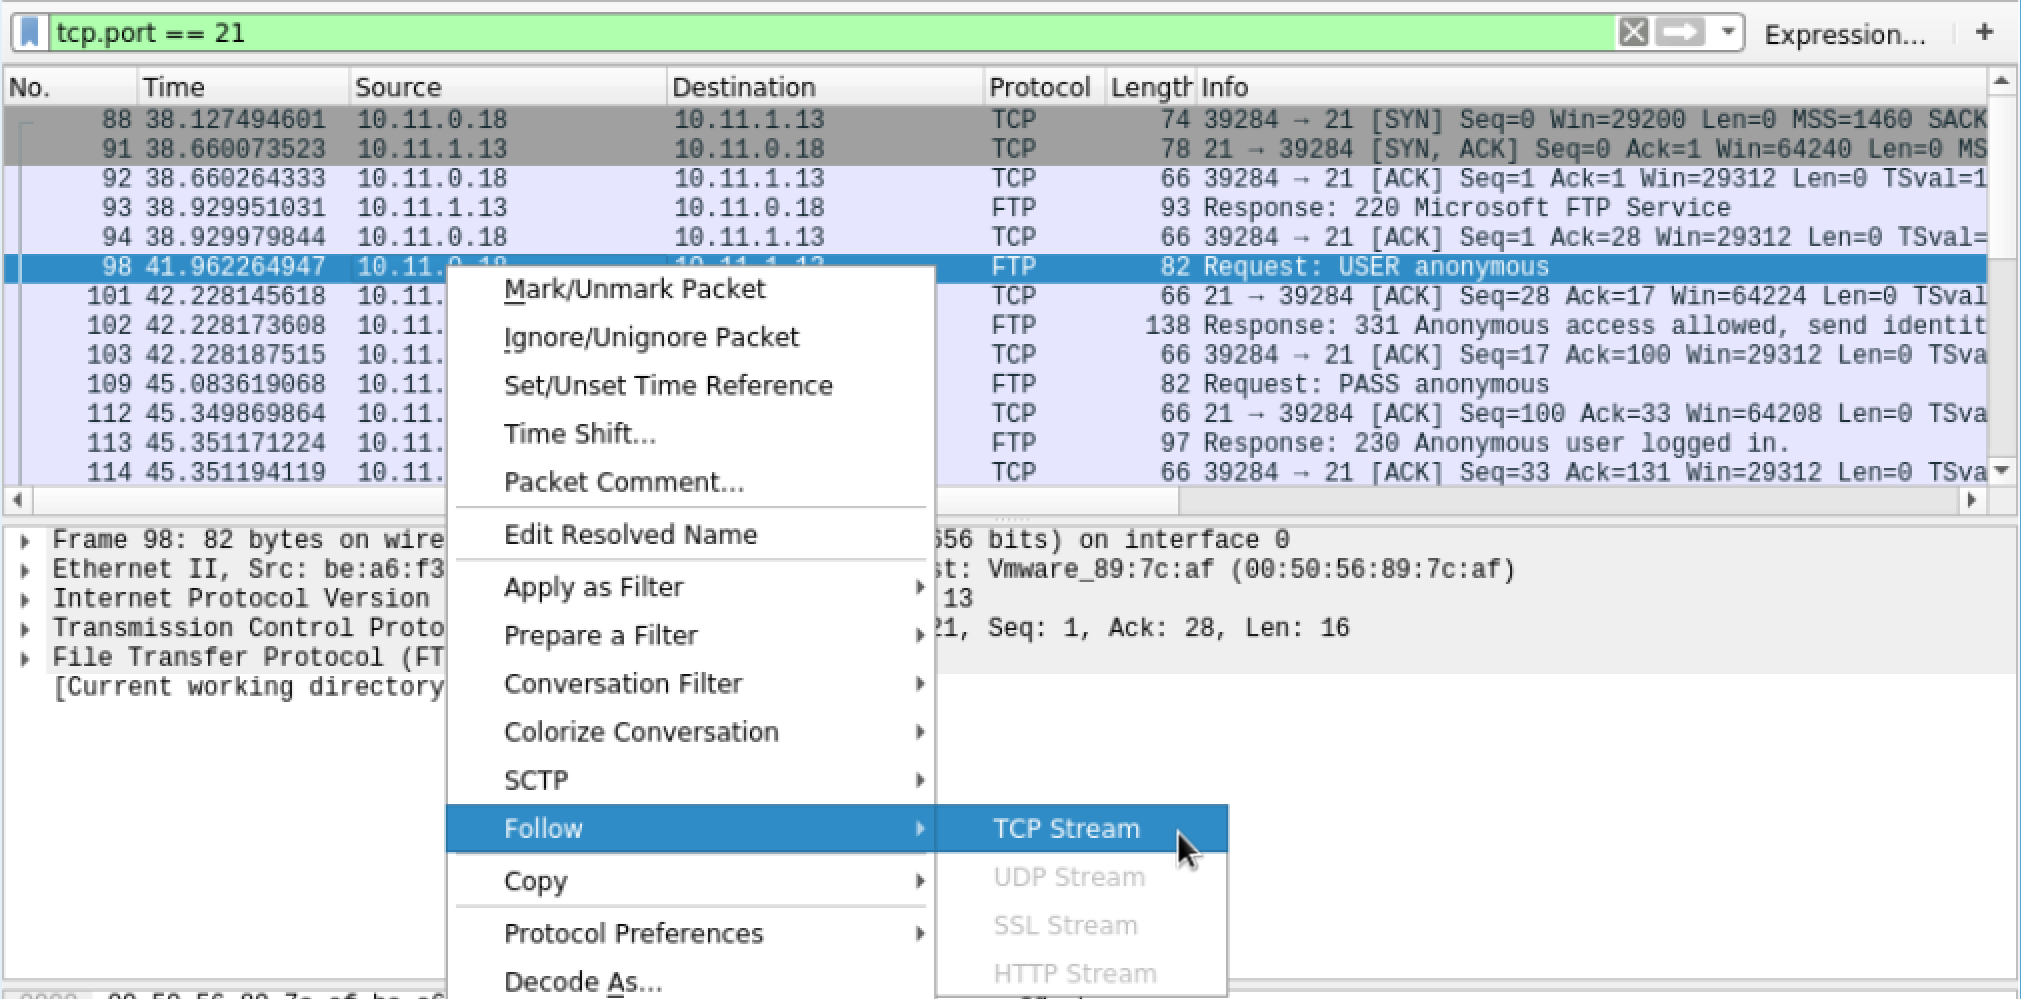 tcp.port == 21 Expression... +
No. Time Source Destination Protocol Length Info
88 38.127494601 10.11.0.18 10.11.1.13 TCP 74 39284 → 21 [SYN] Seq=0 Win=29200 Len=0 MSS=1460 SACK
91 38.660073523 10.11.1.13 10.11.0.18 TCP 78 21 → 39284 [SYN, ACK] Seq=0 Ack=1 Win=64240 Len=0 MS
92 38.660264333 10.11.0.18 10.11.1.13 TCP 66 39284 → 21 [ACK] Seq=1 Ack=1 Win=29312 Len=0 TSval=1
93 38.929951031 10.11.1.13 10.11.0.18 FTP 93 Response: 220 Microsoft FTP Service
94 38.929979844 10.11.0.18 10.11.1.13 TCP 66 39284 → 21 [ACK] Seq=1 Ack=28 Win=29312 Len=0 TSval=
98 41.962264947 10.11.0.18 10.11.1.13 FTP 82 Request: USER anonymous
101 42.228145618 10.11. TCP 66 21 → 39284 [ACK] Seq=28 Ack=17 Win=64224 Len=0 TSval
102 42.228173608 10.11. FTP 138 Response: 331 Anonymous access allowed, send identit
103 42.228187515 10.11. TCP 66 39284 → 21 [ACK] Seq=17 Ack=100 Win=29312 Len=0 TSva
109 45.083619068 10.11. FTP 82 Request: PASS anonymous
112 45.349869864 10.11. TCP 66 21 → 39284 [ACK] Seq=100 Ack=33 Win=64208 Len=0 TSva
113 45.351171224 10.11. FTP 97 Response: 230 Anonymous user logged in.
114 45.351194119 10.11. TCP 66 39284 → 21 [ACK] Seq=33 Ack=131 Win=29312 Len=0 TSva
Mark/Unmark Packet
Ignore/Unignore Packet
Set/Unset Time Reference
Time Shift...
Packet Comment...
Edit Resolved Name
Apply as Filter
Prepare a Filter
Conversation Filter
Colorize Conversation
SCTP
Follow
Copy
Protocol Preferences
Decode As...
TCP Stream
UDP Stream
SSL Stream
HTTP Stream
Frame 98: 82 bytes on wire 656 bits) on interface 0
Ethernet II, Src: be:a6:f3 st: Vmware_89:7c:af (00:50:56:89:7c:af)
Internet Protocol Version 13
Transmission Control Proto 21, Seq: 1, Ack: 28, Len: 16
File Transfer Protocol (FT
[Current working directory